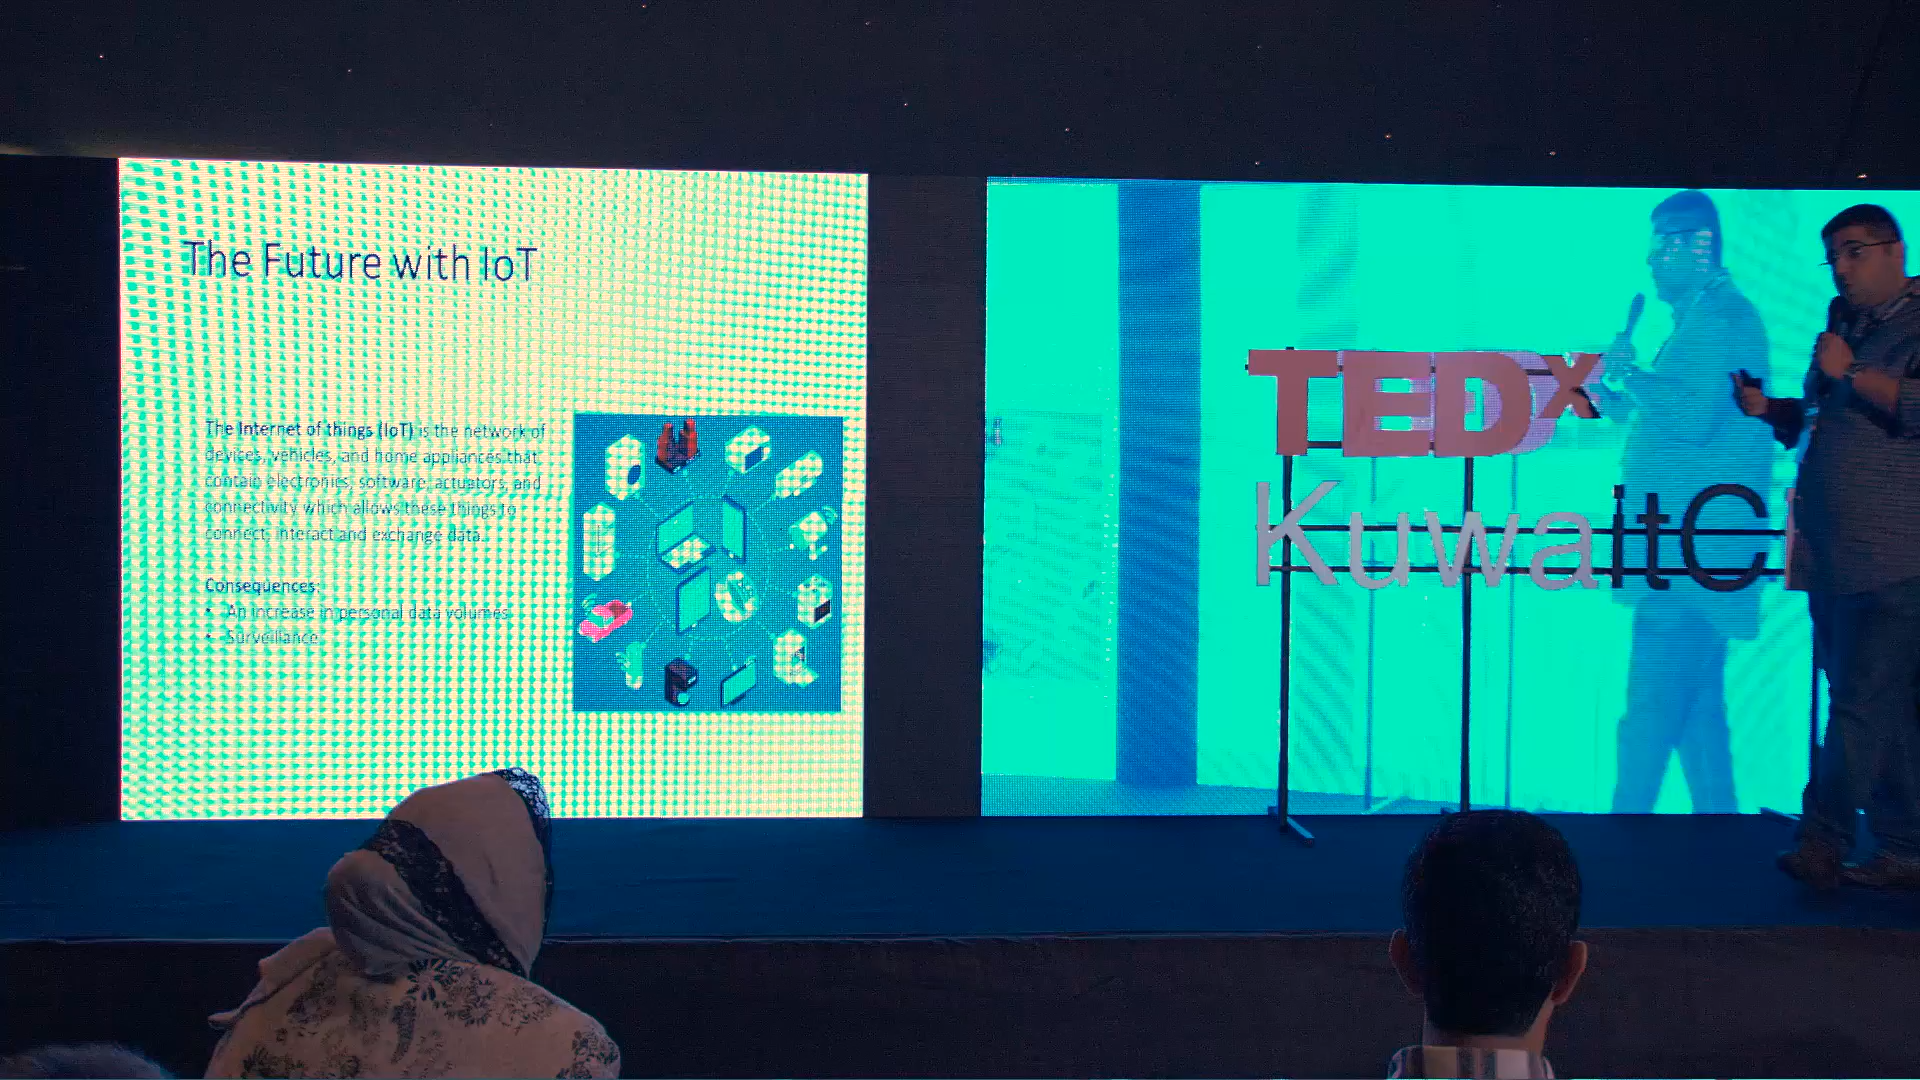 The Future with IoT
The Internet of things (IoT) is the network of
devices, vehicles, and home appliances that
contain electronics, software, actuators, and
connectivity which allows these things to
connect, interact and exchange data.
Consequences:
• An increase in personal data volumes
• Surveillance
TEDx
KuwaitC